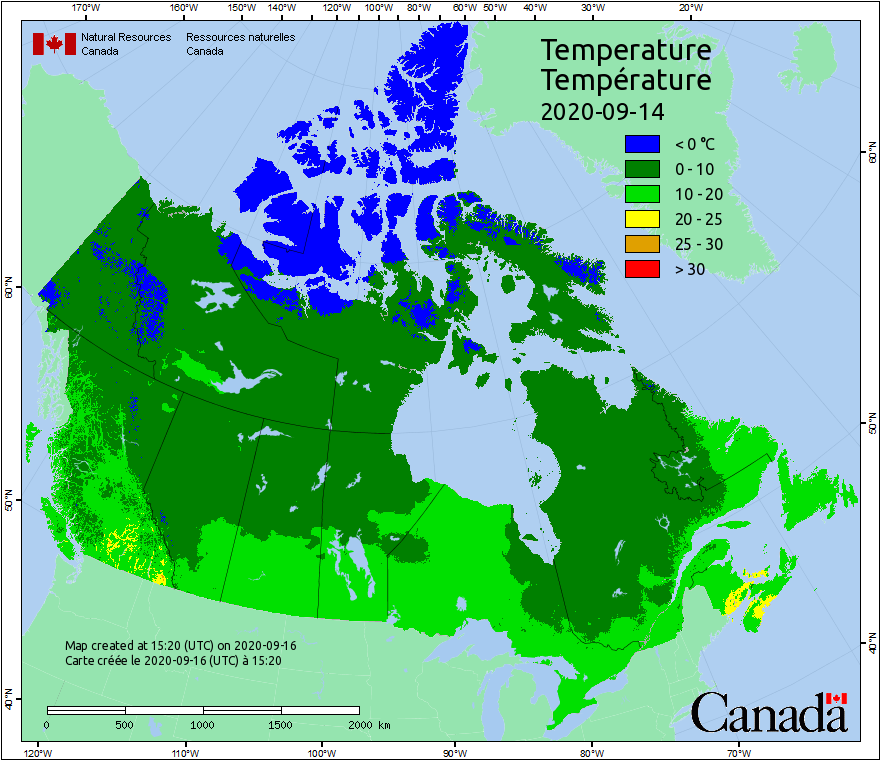 170°W 160°W 150°W 140°W 130°W 120°W 110°W 100°W 90°W 80°W 60°W 50°W 40°W 30°W 20°W
Natural Resources Ressources naturelles
Canada Canada
Temperature
Température
2020-09-14
< 0 °C
0 - 10
10 - 20
20 - 25
25 - 30
> 30
60°N
60°N
50°N
50°N
40°N
40°N
Map created at 15:20 (UTC) on 2020-09-16
Carte créée le 2020-09-16 (UTC) à 15:20
0 500 1000 1500 2000 km
Canada
120°W 110°W 100°W 90°W 80°W 70°W